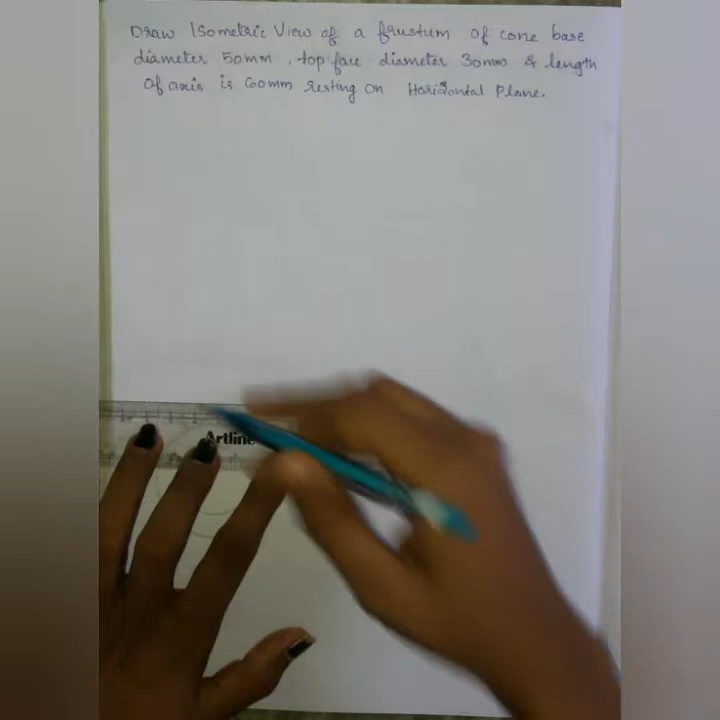 Draw Isometric View of a frustum of cone base
diameter 50mm, top face diameter 30mm & length
of axis is 60mm resting on Horizontal Plane.
Artline